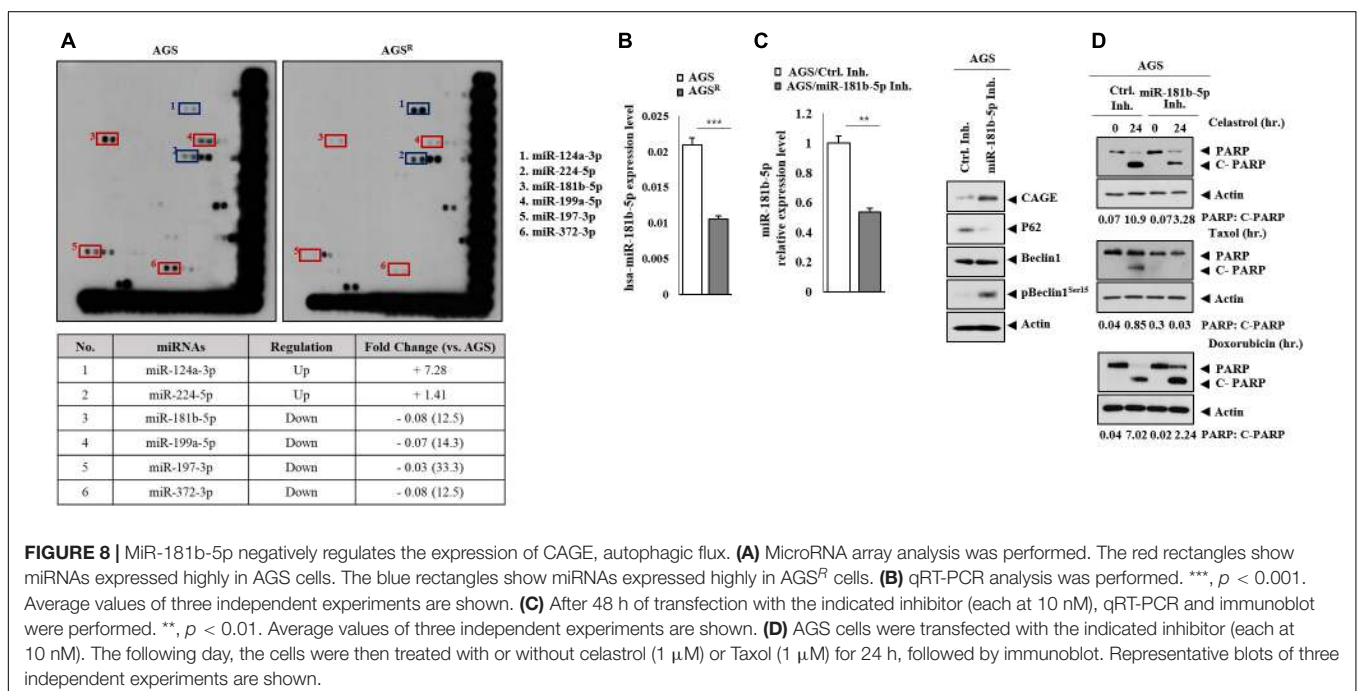 A
AGS
AGSR
1
2
3
4
5
6
1
2
3
4
5
6
1. miR-124a-3p
2. miR-224-5p
3. miR-181b-5p
4. miR-199a-5p
5. miR-197-3p
6. miR-372-3p
No. miRNAs Regulation Fold Change (vs. AGS)
1 miR-124a-3p Up + 7.28
2 miR-224-5p Up + 1.41
3 miR-181b-5p Down - 0.08 (12.5)
4 miR-199a-5p Down - 0.07 (14.3)
5 miR-197-3p Down - 0.03 (33.3)
6 miR-372-3p Down - 0.08 (12.5)
B
AGS
AGSR
hsa-miR-181b-5p expression level
***
0.025
0.02
0.015
0.01
0.005
0
C
AGS/Ctrl. Inh.
AGS/miR-181b-5p Inh.
miR-181b-5p
relative expression level
**
1.2
1
0.8
0.6
0.4
0.2
0
AGS
Ctrl. Inh.
miR-181b-5p Inh.
CAGE
P62
Beclin1
pBeclin1Ser15
Actin
D
AGS
Ctrl. miR-181b-5p
Inh. Inh.
0 24 0 24 Celastrol (hr.)
PARP
C- PARP
Actin
0.07 10.9 0.07 3.28 PARP: C-PARP
Taxol (hr.)
PARP
C- PARP
Actin
0.04 0.85 0.3 0.03 PARP: C-PARP
Doxorubicin (hr.)
PARP
C- PARP
Actin
0.04 7.02 0.02 2.24 PARP: C-PARP
FIGURE 8 | MiR-181b-5p negatively regulates the expression of CAGE, autophagic flux. (A) MicroRNA array analysis was performed. The red rectangles show
miRNAs expressed highly in AGS cells. The blue rectangles show miRNAs expressed highly in AGSR cells. (B) qRT-PCR analysis was performed. ***, p < 0.001.
Average values of three independent experiments are shown. (C) After 48 h of transfection with the indicated inhibitor (each at 10 nM), qRT-PCR and immunoblot
were performed. **, p < 0.01. Average values of three independent experiments are shown. (D) AGS cells were transfected with the indicated inhibitor (each at
10 nM). The following day, the cells were then treated with or without celastrol (1 μM) or Taxol (1 μM) for 24 h, followed by immunoblot. Representative blots of three
independent experiments are shown.